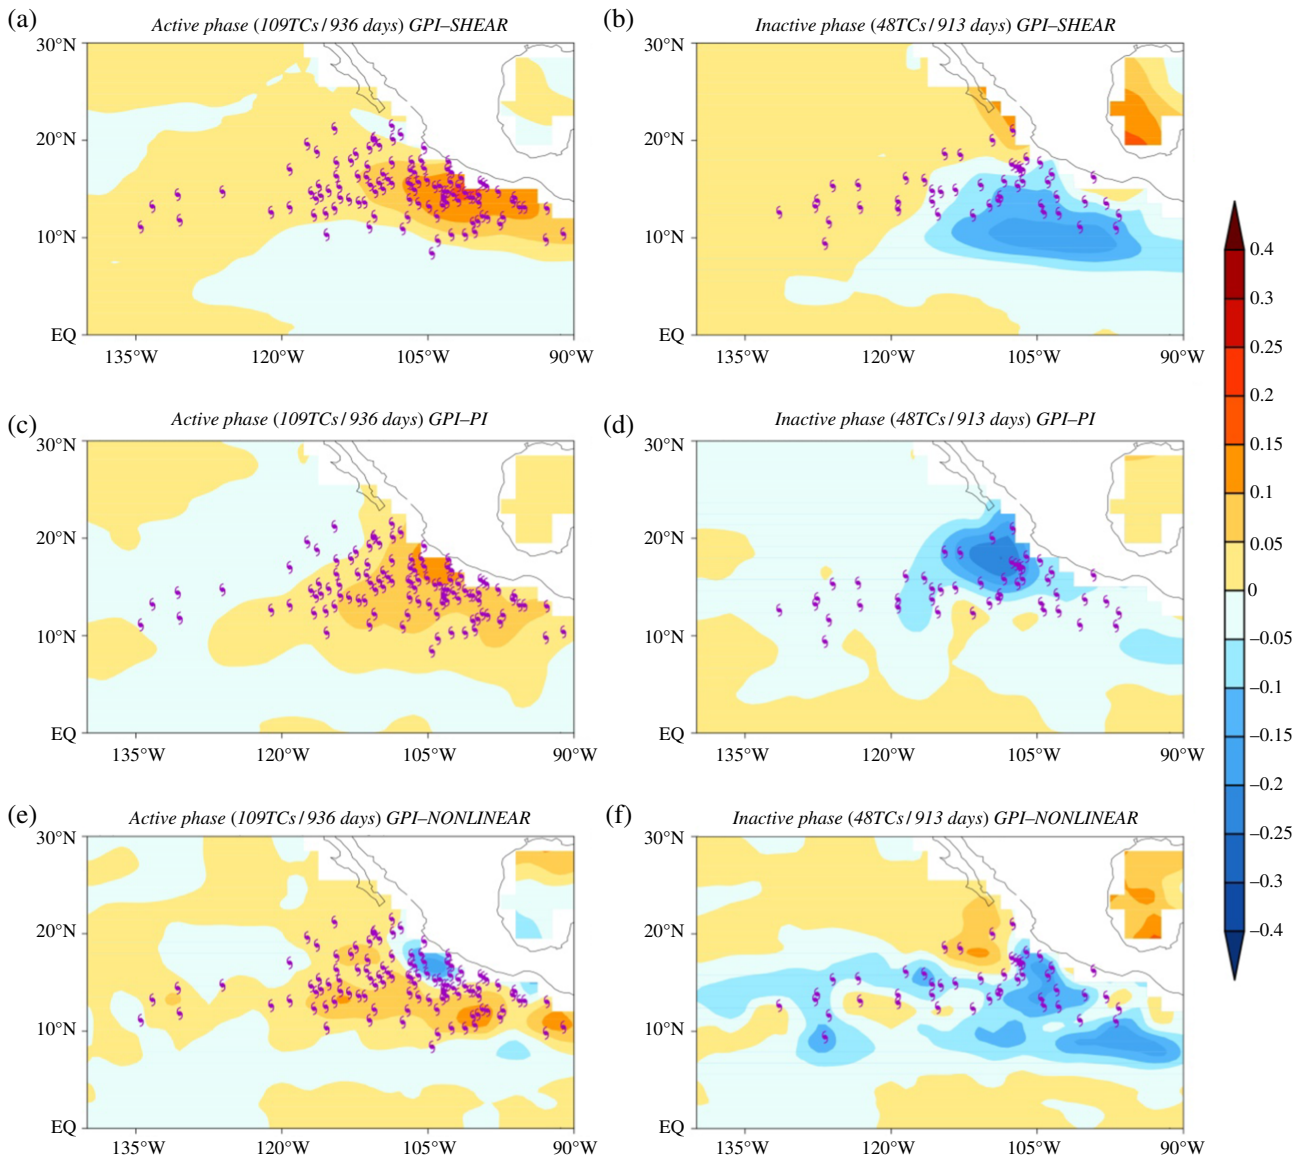 (a) Active phase (109TCs / 936 days) GPI–SHEAR
30°N
20°N
10°N
EQ
135°W 120°W 105°W 90°W
(b) Inactive phase (48TCs / 913 days) GPI–SHEAR
30°N
20°N
10°N
EQ
135°W 120°W 105°W 90°W
(c) Active phase (109TCs / 936 days) GPI–PI
30°N
20°N
10°N
EQ
135°W 120°W 105°W 90°W
(d) Inactive phase (48TCs / 913 days) GPI–PI
30°N
20°N
10°N
EQ
135°W 120°W 105°W 90°W
(e) Active phase (109TCs / 936 days) GPI–NONLINEAR
30°N
20°N
10°N
EQ
135°W 120°W 105°W 90°W
(f) Inactive phase (48TCs / 913 days) GPI–NONLINEAR
30°N
20°N
10°N
EQ
135°W 120°W 105°W 90°W
0.4
0.3
0.25
0.2
0.15
0.1
0.05
0
–0.05
–0.1
–0.15
–0.2
–0.25
–0.3
–0.4